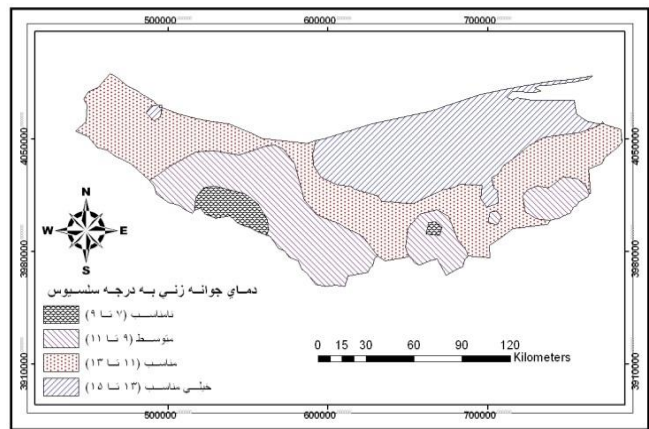 500000 600000 700000
4050000 4050000
N
W E
S
3980000 3980000
دمای جوانه زنی به درجه سلسیوس
نامناسب (۷ تا ۹)
متوسط (۹ تا ۱۱)
مناسب (۱۱ تا ۱۳)
خیلی مناسب (۱۳ تا ۱۵)
0 15 30 60 90 120
Kilometers
3910000 3910000
500000 600000 700000